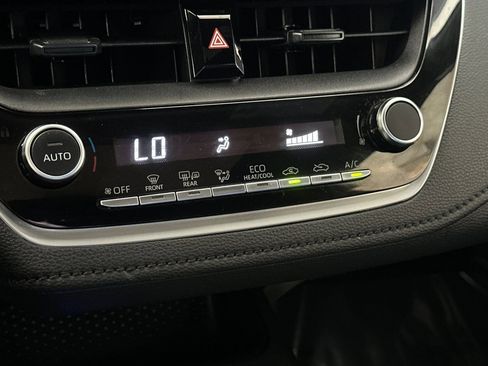 AUTO
LO
OFF
FRONT
REAR
ECO
HEAT/COOL
A/C